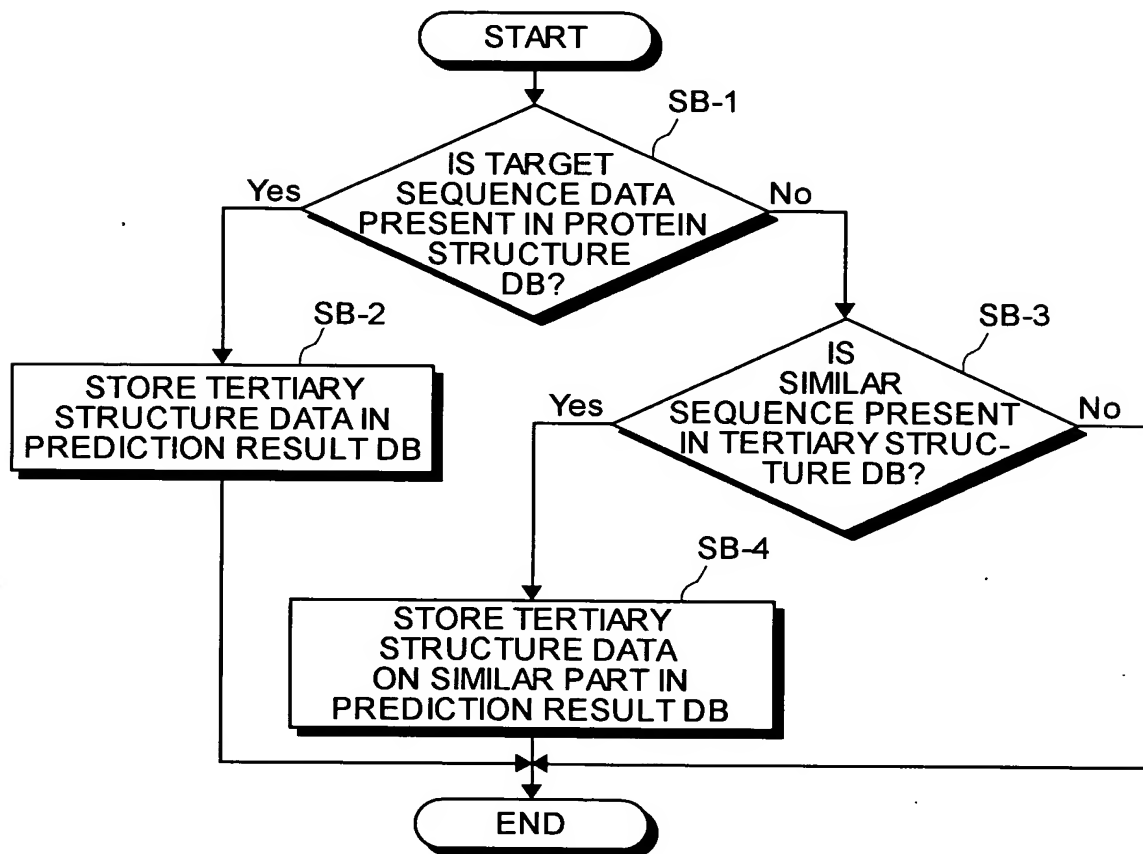 START
SB-1
IS TARGET
SEQUENCE DATA
PRESENT IN PROTEIN
STRUCTURE
DB?
Yes
No
SB-2
STORE TERTIARY
STRUCTURE DATA IN
PREDICTION RESULT DB
SB-3
IS
SIMILAR
SEQUENCE PRESENT
IN TERTIARY STRUC-
TURE DB?
Yes
No
SB-4
STORE TERTIARY
STRUCTURE DATA
ON SIMILAR PART IN
PREDICTION RESULT DB
END